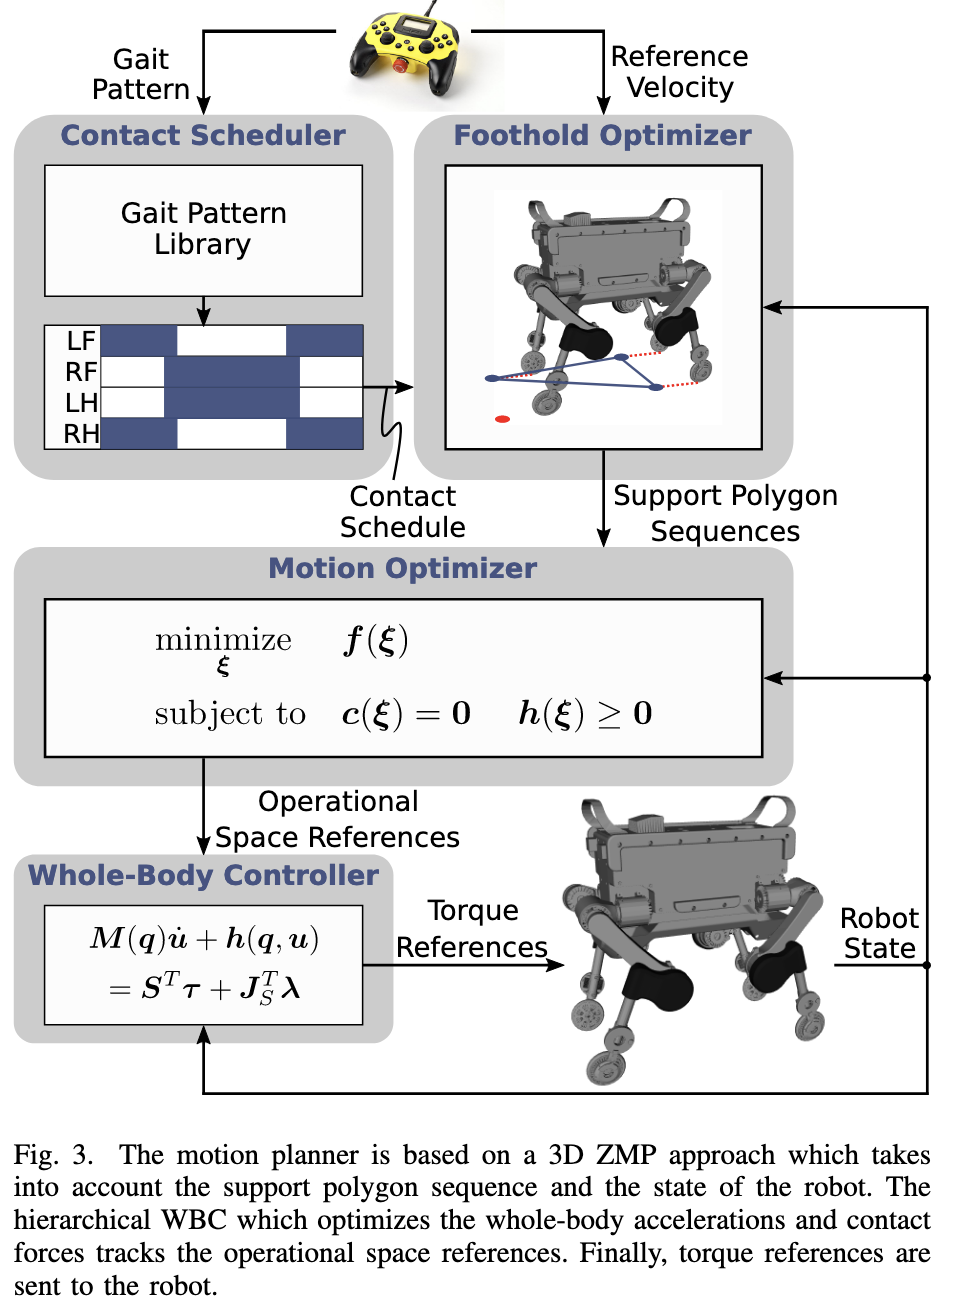 Gait
Pattern
Reference
Velocity
Contact Scheduler
Foothold Optimizer
Gait Pattern
Library
LF
RF
LH
RH
Contact
Schedule
Support Polygon
Sequences
Motion Optimizer
minimize f(ξ)
ξ
subject to c(ξ) = 0 h(ξ) ≥ 0
Operational
Space References
Whole-Body Controller
M(q)u̇ + h(q, u)
= Sᵀτ + J_Sᵀλ
Torque
References
Robot
State
Fig. 3. The motion planner is based on a 3D ZMP approach which takes
into account the support polygon sequence and the state of the robot. The
hierarchical WBC which optimizes the whole-body accelerations and contact
forces tracks the operational space references. Finally, torque references are
sent to the robot.